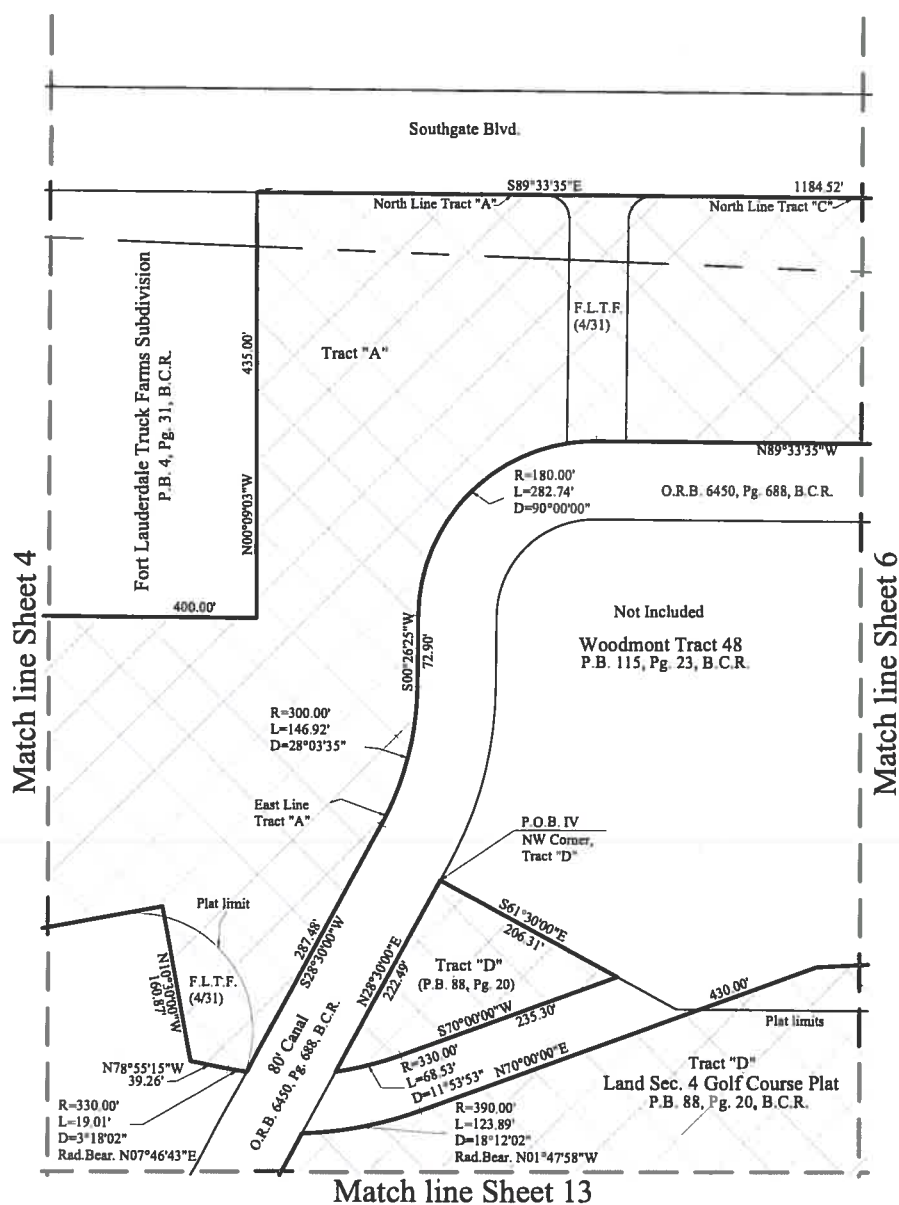 Southgate Blvd.
S89°33'35"E
1184.52'
North Line Tract "A"
North Line Tract "C"
Fort Lauderdale Truck Farms Subdivision
P.B. 4, Pg. 31, B.C.R.
435.00'
N00°09'03"W
Tract "A"
F.L.T.F.
(4/31)
N89°33'35"W
R=180.00'
L=282.74'
D=90°00'00"
O.R.B. 6450, Pg. 688, B.C.R.
Match line Sheet 4
Match line Sheet 6
400.00'
S00°26'25"W
72.90'
Not Included
Woodmont Tract 48
P.B. 115, Pg. 23, B.C.R.
R=300.00'
L=146.92'
D=28°03'35"
East Line
Tract "A"
P.O.B. IV
NW Corner,
Tract "D"
Plat limit
S61°30'00"E
206.31'
287.48'
S28°30'00"W
N28°30'00"E
222.49'
Tract "D"
(P.B. 88, Pg. 20)
F.L.T.F.
(4/31)
N10°30'00"W
160.87'
S70°00'00"W
235.30'
430.00'
Plat limits
80' Canal
O.R.B. 6450, Pg. 688, B.C.R.
R=330.00'
L=68.53'
D=11°53'53"
N70°00'00"E
N78°55'15"W
39.26'
Tract "D"
Land Sec. 4 Golf Course Plat
P.B. 88, Pg. 20, B.C.R.
R=330.00'
L=19.01'
D=3°18'02"
Rad.Bear. N07°46'43"E
R=390.00'
L=123.89'
D=18°12'02"
Rad.Bear. N01°47'58"W
Match line Sheet 13